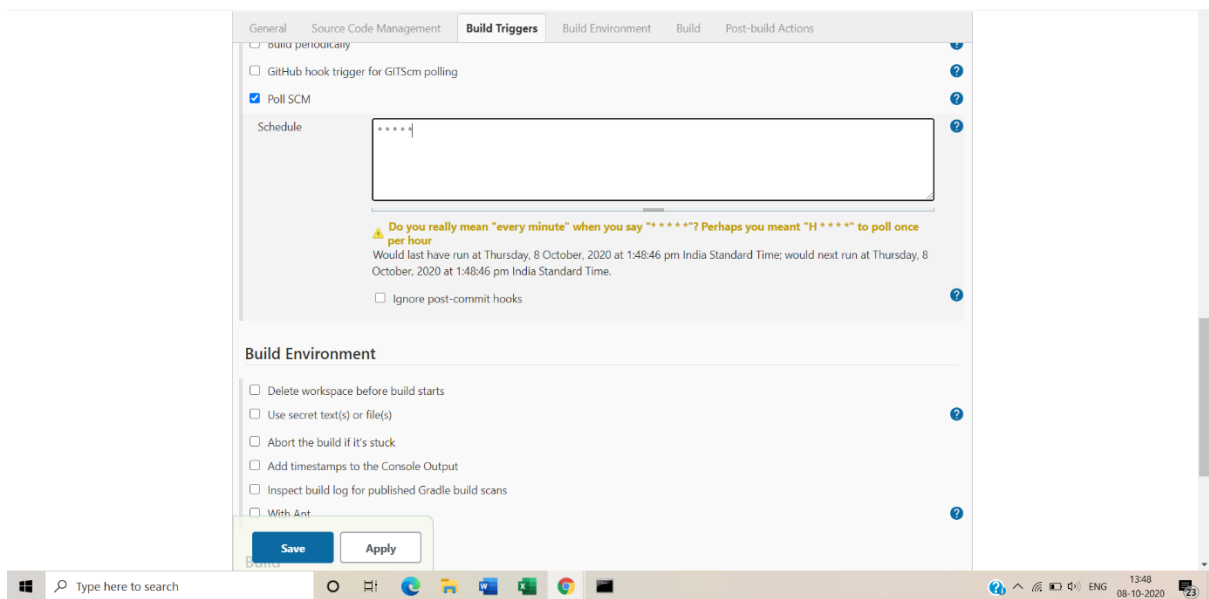 General Source Code Management Build Triggers Build Environment Build Post-build Actions
Build periodically
GitHub hook trigger for GITScm polling
Poll SCM
Schedule
* * * * *
Do you really mean "every minute" when you say "* * * * *"? Perhaps you meant "H * * * *" to poll once
per hour
Would last have run at Thursday, 8 October, 2020 at 1:48:46 pm India Standard Time; would next run at Thursday, 8
October, 2020 at 1:48:46 pm India Standard Time.
Ignore post-commit hooks
Build Environment
Delete workspace before build starts
Use secret text(s) or file(s)
Abort the build if it's stuck
Add timestamps to the Console Output
Inspect build log for published Gradle build scans
With Ant
Save Apply
Build
Type here to search
ENG
13:48
08-10-2020
23